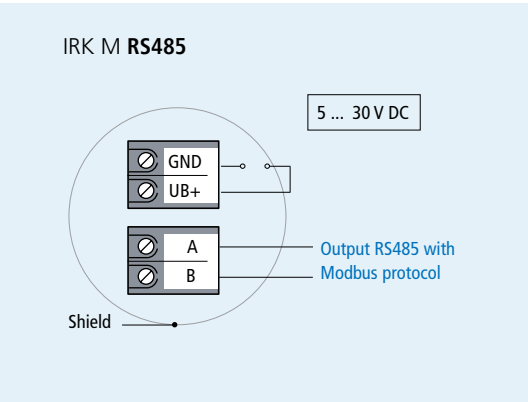 IRK M RS485
5 ... 30 V DC
GND
UB+
A
B
Output RS485 with
Modbus protocol
Shield